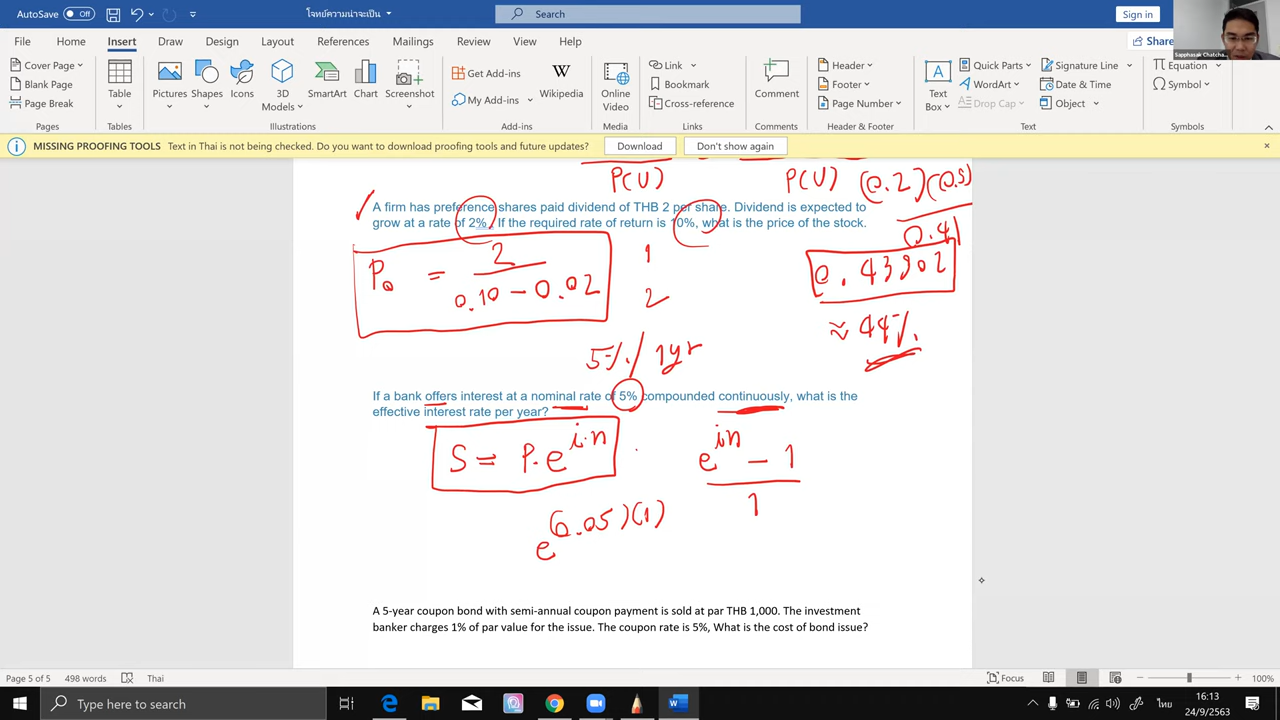 AutoSave Off โจทย์ความน่าจะเป็น Search Sign in
File Home Insert Draw Design Layout References Mailings Review View Help Share
Sapphasak Chatcha...
Cover Page
Blank Page
Page Break
Pages
Table
Tables
Pictures Shapes Icons 3D Models SmartArt Chart Screenshot
Illustrations
Get Add-ins
My Add-ins
Wikipedia
Add-ins
Online Video
Media
Link
Bookmark
Cross-reference
Links
Comment
Comments
Header
Footer
Page Number
Header & Footer
Text Box
Quick Parts
WordArt
Drop Cap
Signature Line
Date & Time
Object
Text
Equation
Symbol
Symbols
MISSING PROOFING TOOLS Text in Thai is not being checked. Do you want to download proofing tools and future updates? Download Don't show again
P(U) P(U) (0.2)(0.9)
0.41
A firm has preference shares paid dividend of THB 2 per share. Dividend is expected to
grow at a rate of 2%. If the required rate of return is 10%, what is the price of the stock.
P0 = 2
0.10 - 0.02
1
2
0.43902
≈ 44%
5% / 1yr
If a bank offers interest at a nominal rate of 5% compounded continuously, what is the
effective interest rate per year?
S = P.e^i.n
e^in - 1
1
e^(0.05)(1)
A 5-year coupon bond with semi-annual coupon payment is sold at par THB 1,000. The investment
banker charges 1% of par value for the issue. The coupon rate is 5%, What is the cost of bond issue?
Page 5 of 5 498 words Thai Focus 100%
Type here to search
ไทย
16:13
24/9/2563